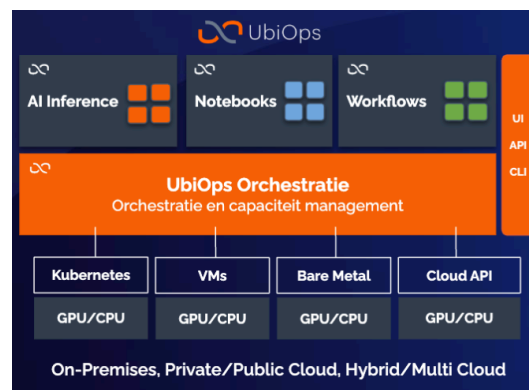 UbiOps
AI Inference
Notebooks
Workflows
UI
API
CLI
UbiOps Orchestratie
Orchestratie en capaciteit management
Kubernetes
VMs
Bare Metal
Cloud API
GPU/CPU
GPU/CPU
GPU/CPU
GPU/CPU
On-Premises, Private/Public Cloud, Hybrid/Multi Cloud